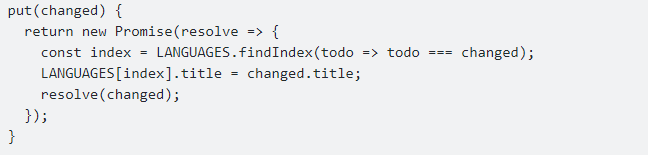 put(changed) {
  return new Promise(resolve => {
    const index = LANGUAGES.findIndex(todo => todo === changed);
    LANGUAGES[index].title = changed.title;
    resolve(changed);
  });
}